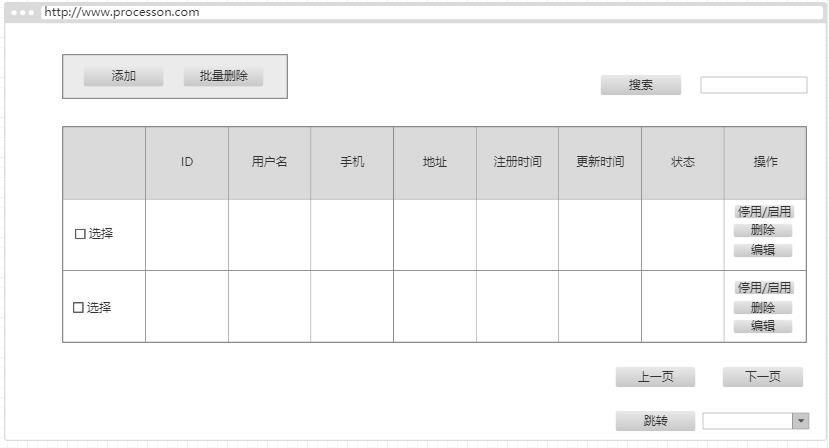 http://www.processon.com
添加 批量删除
搜索
ID 用户名 手机 地址 注册时间 更新时间 状态 操作
选择
停用/启用
删除
编辑
选择
停用/启用
删除
编辑
上一页 下一页
跳转